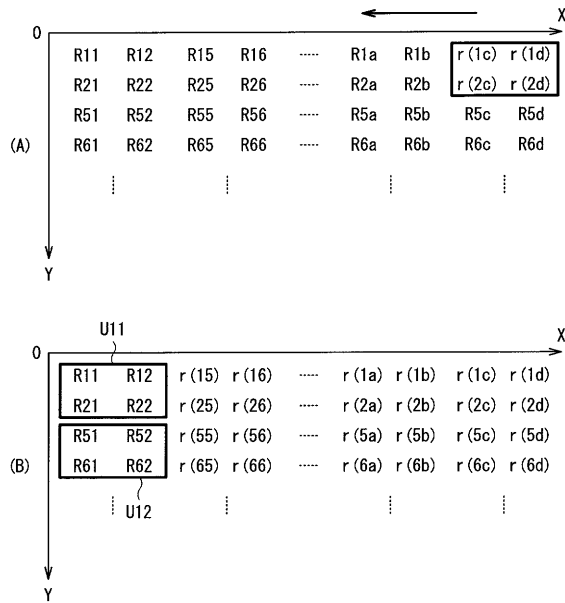 X
0
R11 R12 R15 R16 ····· R1a R1b r(1c) r(1d)
R21 R22 R25 R26 R2a R2b r(2c) r(2d)
R51 R52 R55 R56 R5a R5b R5c R5d
(A) R61 R62 R65 R66 ····· R6a R6b R6c R6d
Y
U11
X
0
R11 R12 r(15) r(16) ····· r(1a) r(1b) r(1c) r(1d)
R21 R22 r(25) r(26) ····· r(2a) r(2b) r(2c) r(2d)
R51 R52 r(55) r(56) ····· r(5a) r(5b) r(5c) r(5d)
(B) R61 R62 r(65) r(66) ····· r(6a) r(6b) r(6c) r(6d)
U12
Y